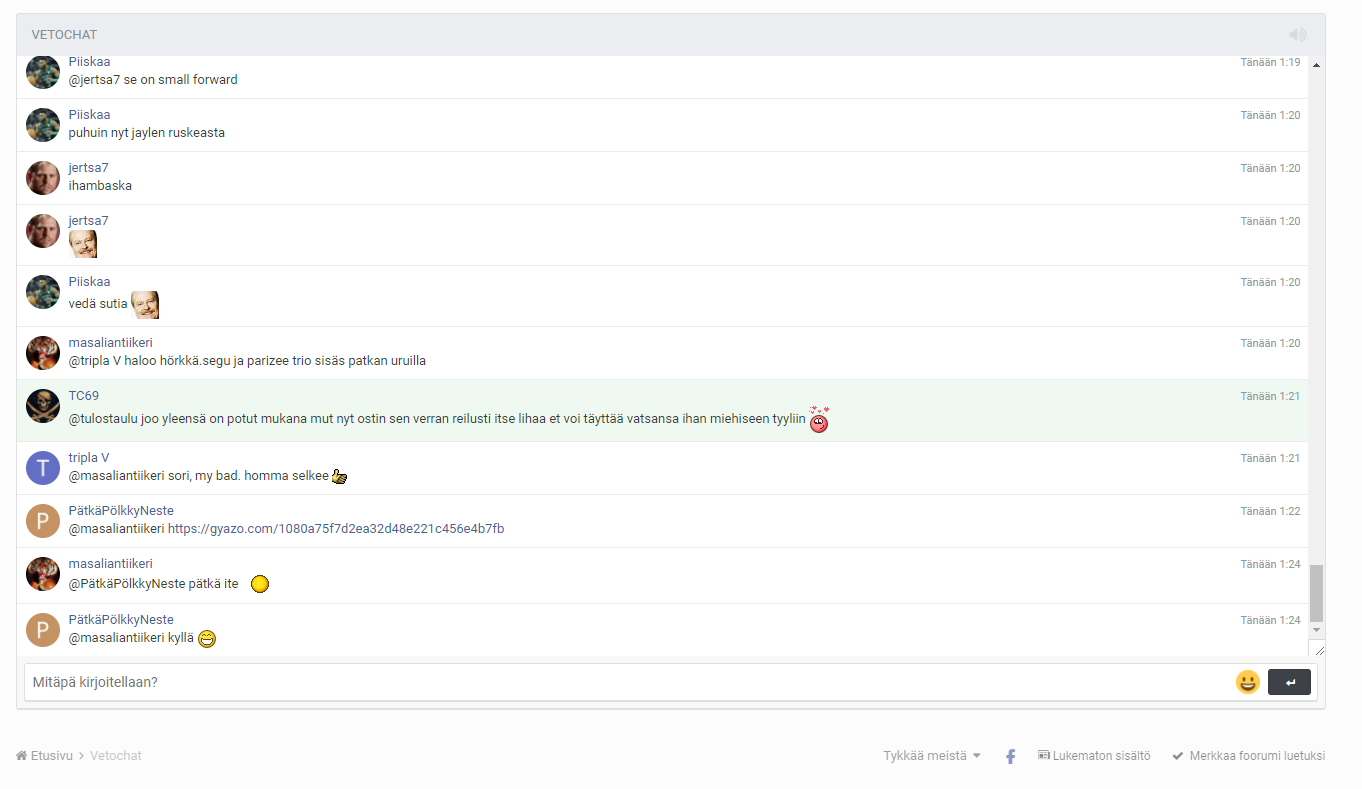 VETOCHAT
Piiskaa Tänään 1:19
@jertsa7 se on small forward
Piiskaa Tänään 1:20
puhuin nyt jaylen ruskeasta
jertsa7 Tänään 1:20
ihambaska
jertsa7 Tänään 1:20
Piiskaa Tänään 1:20
vedä sutia
masaliantiikeri Tänään 1:20
@tripla V haloo hörkkä.segu ja parizee trio sisäs patkan uruilla
TC69 Tänään 1:21
@tulostaulu joo yleensä on potut mukana mut nyt ostin sen verran reilusti itse lihaa et voi täyttää vatsansa ihan miehiseen tyyliin
T
tripla V Tänään 1:21
@masaliantiikeri sori, my bad. homma selkee
P
PätkäPölkkyNeste Tänään 1:22
@masaliantiikeri https://gyazo.com/1080a75f7d2ea32d48e221c456e4b7fb
masaliantiikeri Tänään 1:24
@PätkäPölkkyNeste pätkä ite
P
PätkäPölkkyNeste Tänään 1:24
@masaliantiikeri kyllä
Mitäpä kirjoitellaan?
Etusivu > Vetochat Tykkää meistä Lukematon sisältö Merkkaa foorumi luetuksi